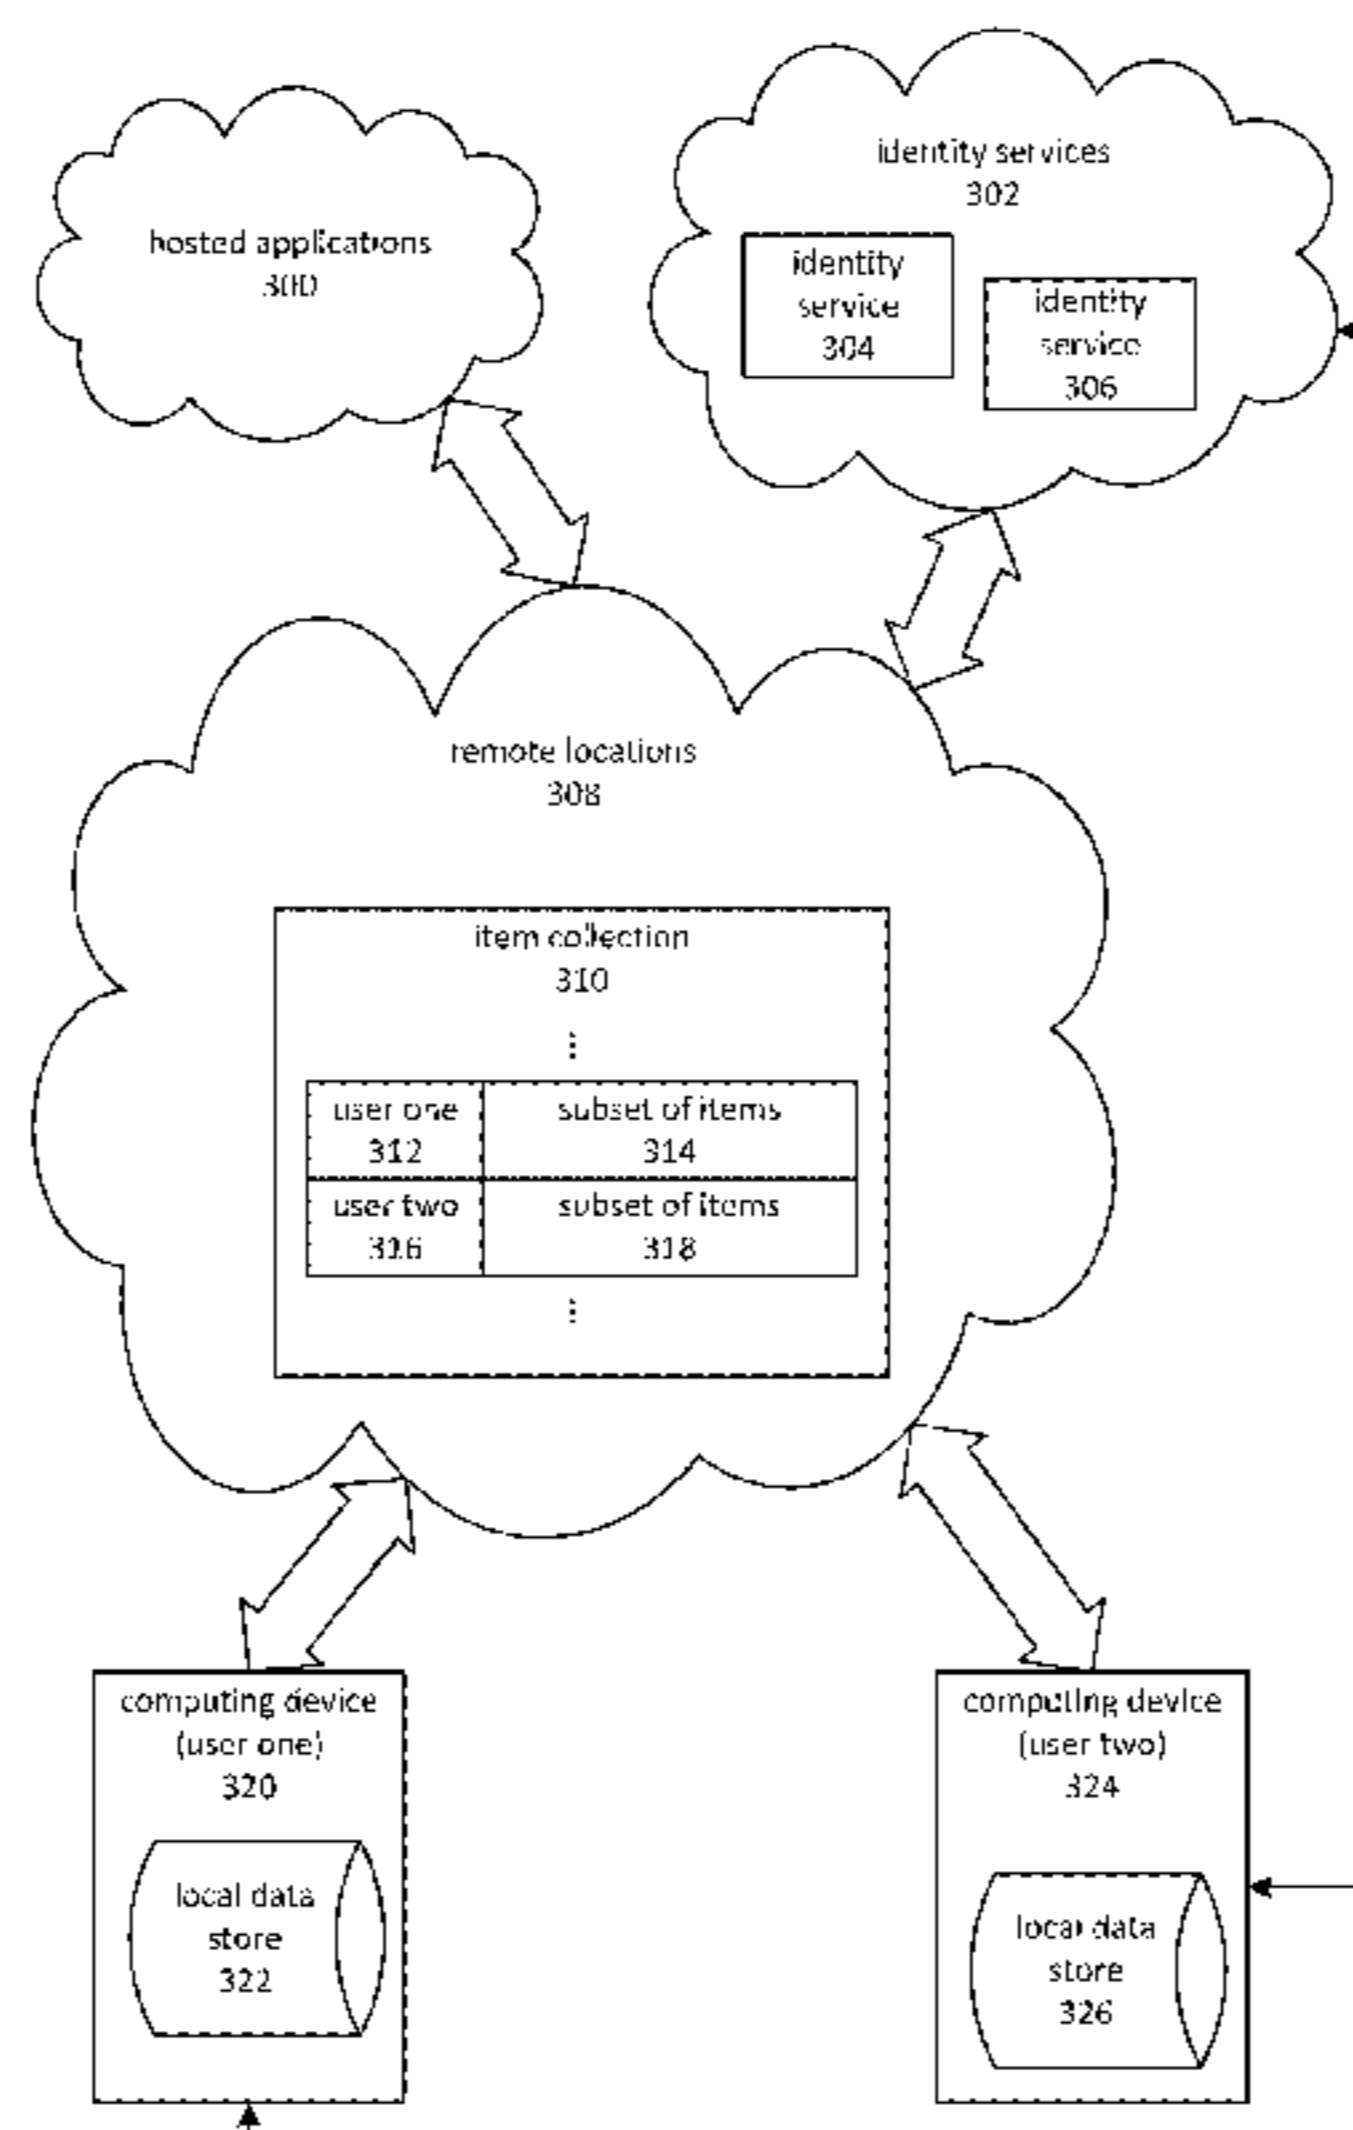 hosted applications
300
identity services
302
identity
service
304
identity
service
306
remote locations
308
item collection
310
⋮
user one
312
subset of items
314
user two
316
subset of items
318
⋮
computing device
(user one)
320
local data
store
322
computing device
(user two)
324
local data
store
326